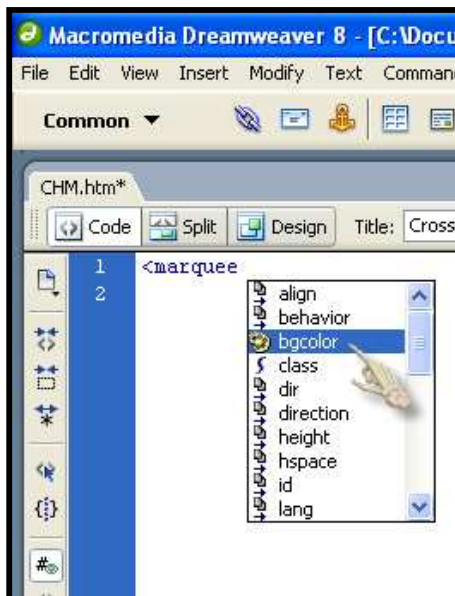 Macromedia Dreamweaver 8 - [C:\Docu
File Edit View Insert Modify Text Comman
Common
CHM.htm*
Code Split Design Title: Cross
1 <marquee
2
align
behavior
bgcolor
class
dir
direction
height
hspace
id
lang